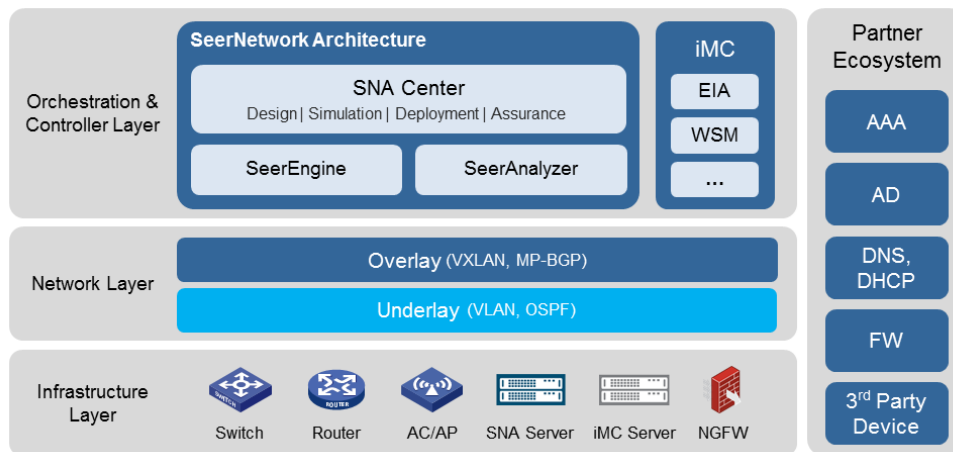 Orchestration &
Controller Layer
SeerNetwork Architecture
SNA Center
Design | Simulation | Deployment | Assurance
SeerEngine
SeerAnalyzer
iMC
EIA
WSM
...
Network Layer
Overlay (VXLAN, MP-BGP)
Underlay (VLAN, OSPF)
Infrastructure
Layer
SWITCH
Switch
ROUTER
Router
AC/AP
SNA Server
iMC Server
NGFW
Partner
Ecosystem
AAA
AD
DNS,
DHCP
FW
3rd Party
Device